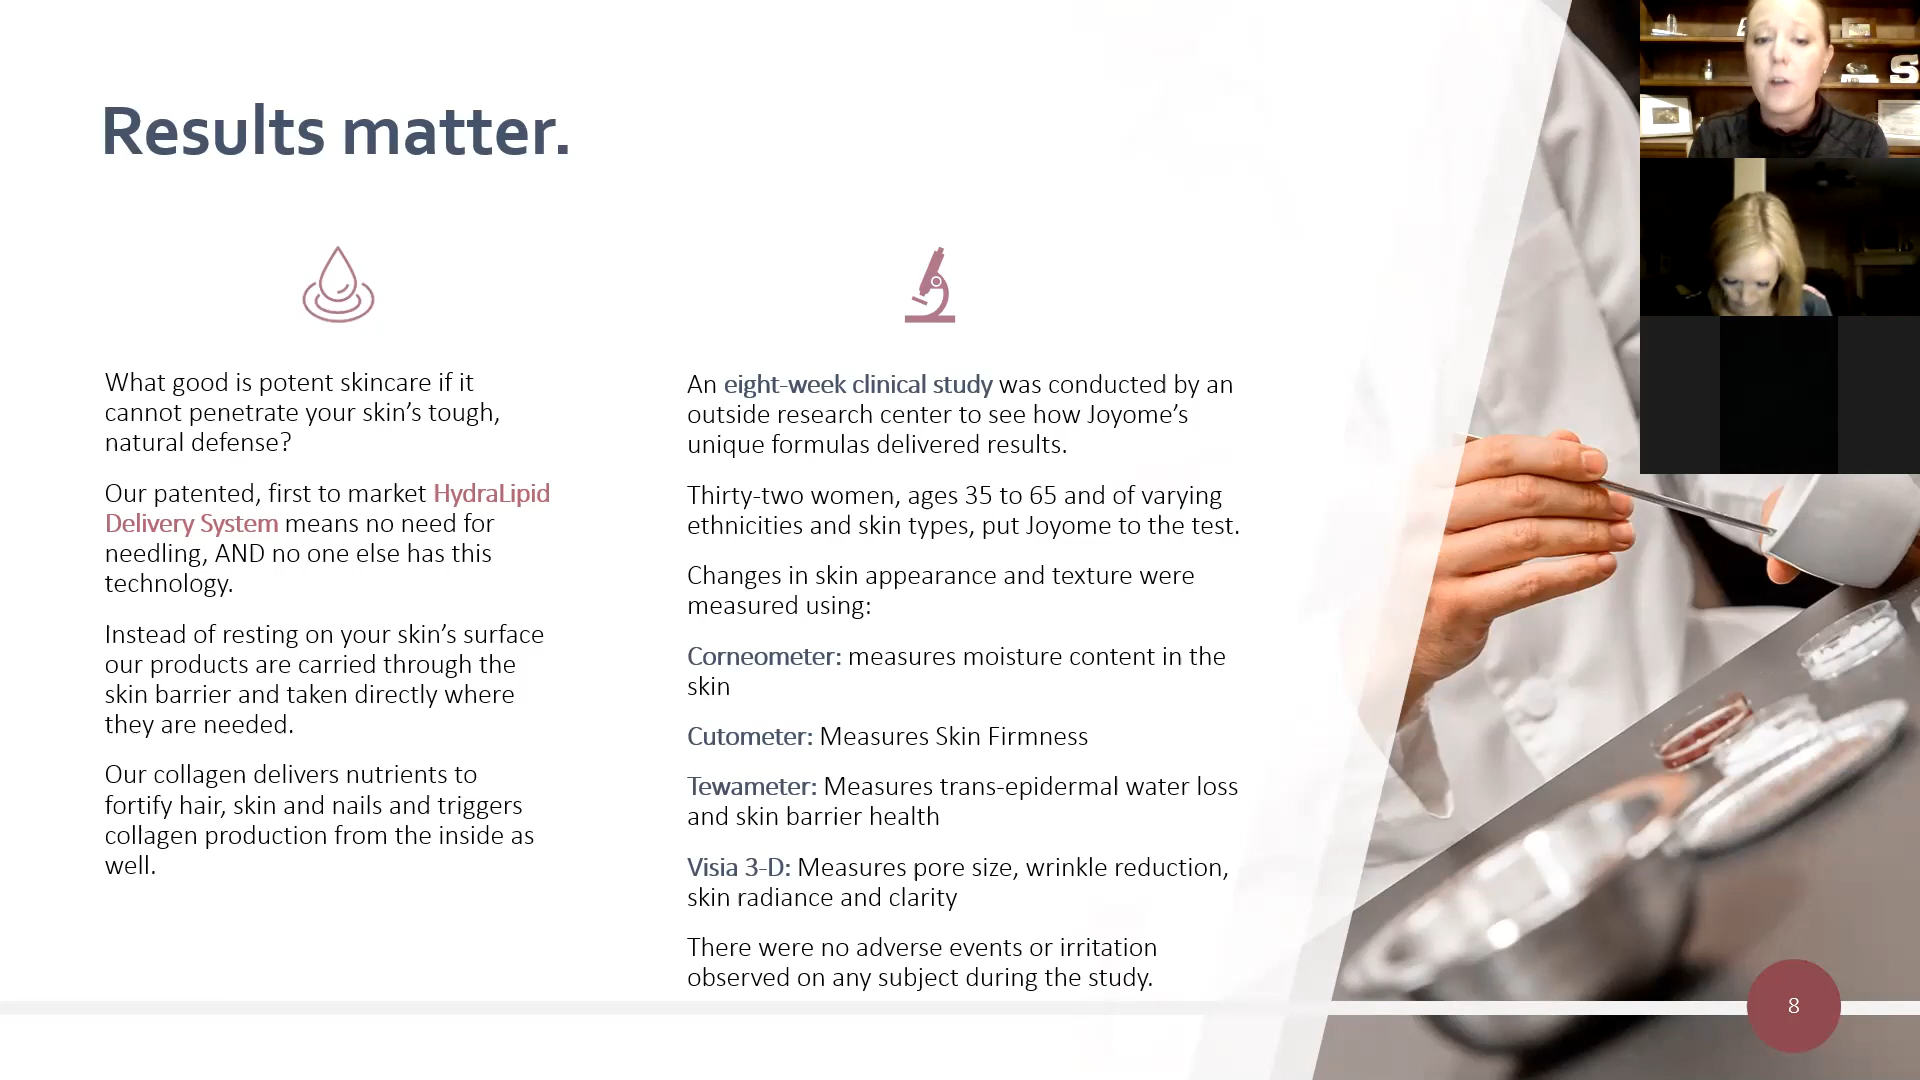 Results matter.
What good is potent skincare if it
cannot penetrate your skin’s tough,
natural defense?
Our patented, first to market HydraLipid
Delivery System means no need for
needling, AND no one else has this
technology.
Instead of resting on your skin’s surface
our products are carried through the
skin barrier and taken directly where
they are needed.
Our collagen delivers nutrients to
fortify hair, skin and nails and triggers
collagen production from the inside as
well.
An eight-week clinical study was conducted by an
outside research center to see how Joyome’s
unique formulas delivered results.
Thirty-two women, ages 35 to 65 and of varying
ethnicities and skin types, put Joyome to the test.
Changes in skin appearance and texture were
measured using:
Corneometer: measures moisture content in the
skin
Cutometer: Measures Skin Firmness
Tewameter: Measures trans-epidermal water loss
and skin barrier health
Visia 3-D: Measures pore size, wrinkle reduction,
skin radiance and clarity
There were no adverse events or irritation
observed on any subject during the study.
8
S